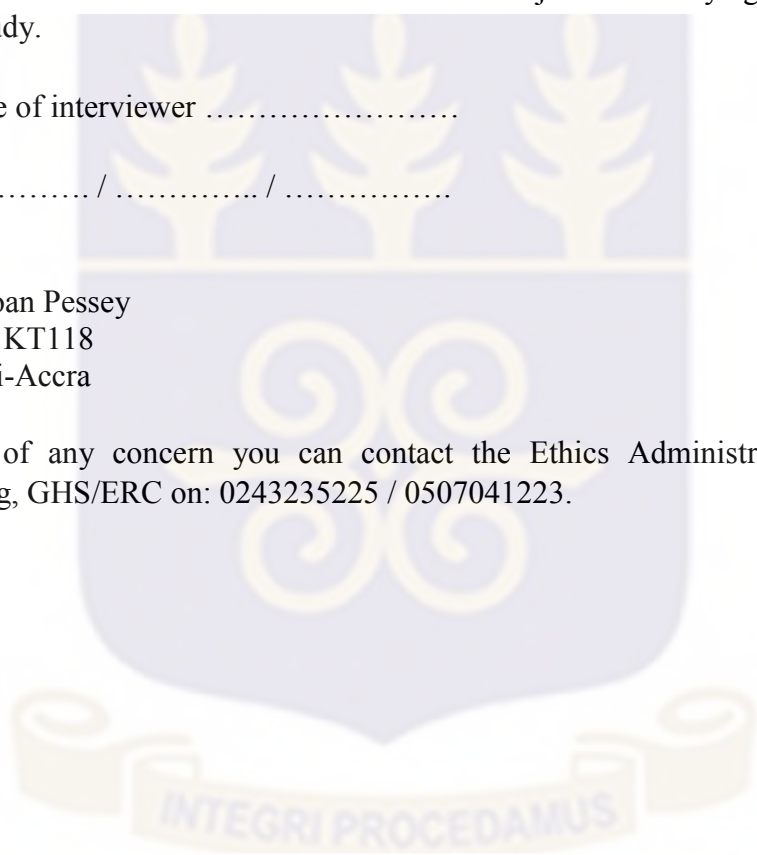 udy.
e of interviewer ……………………
………. / ………….. / …………….
oan Pessey
KT118
i-Accra
of any concern you can contact the Ethics Administr
g, GHS/ERC on: 0243235225 / 0507041223.
INTEGRI PROCEDAMUS